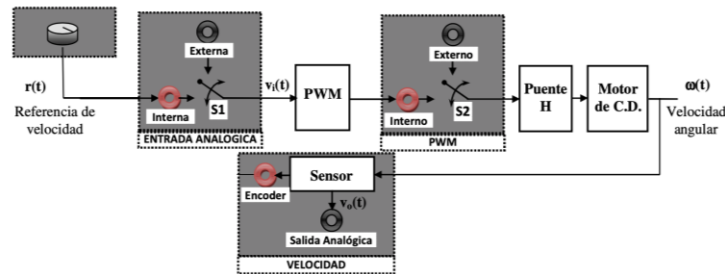 r(t)
Referencia de
velocidad
Externa
Interna
S1
ENTRADA ANALOGICA
vi(t)
PWM
Externo
Interno
S2
PWM
Puente
H
Motor
de C.D.
ω(t)
Velocidad
angular
Sensor
Encoder
vo(t)
Salida Analógica
VELOCIDAD